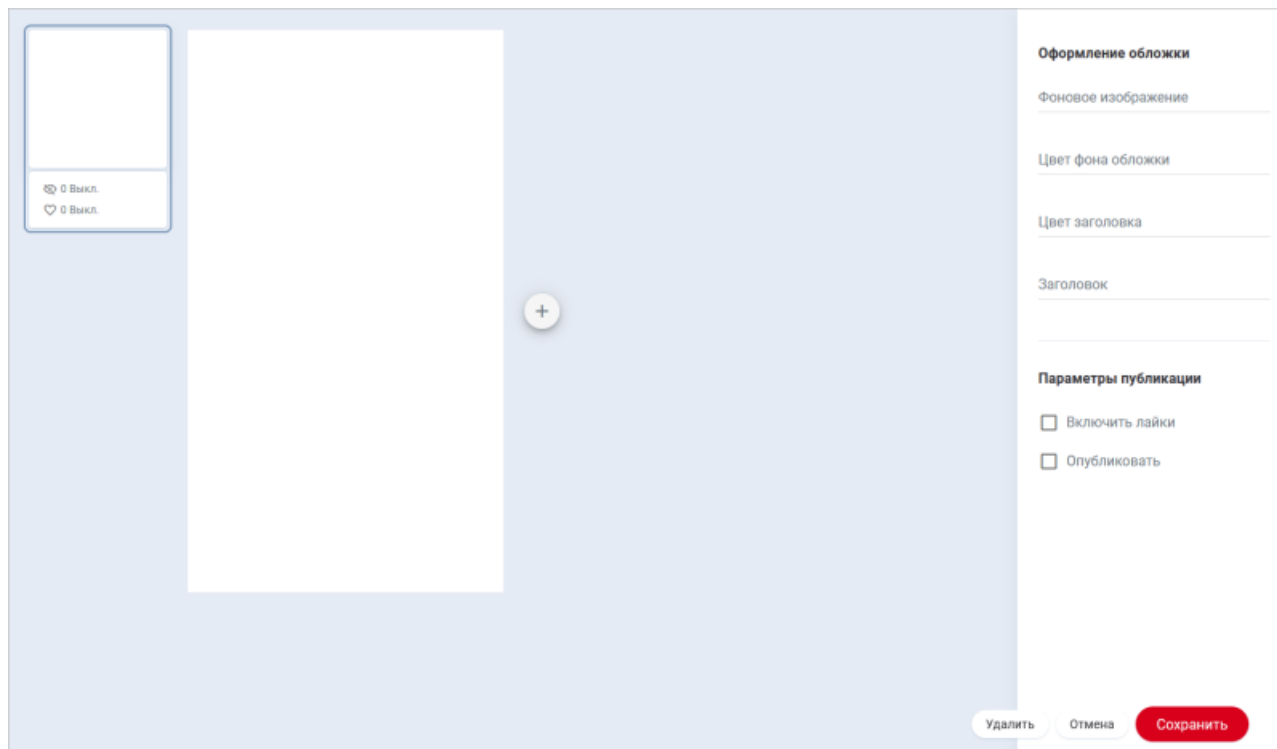 0 Выкл.
0 Выкл.
Оформление обложки
Фоновое изображение
Цвет фона обложки
Цвет заголовка
Заголовок
Параметры публикации
Включить лайки
Опубликовать
Удалить
Отмена
Сохранить